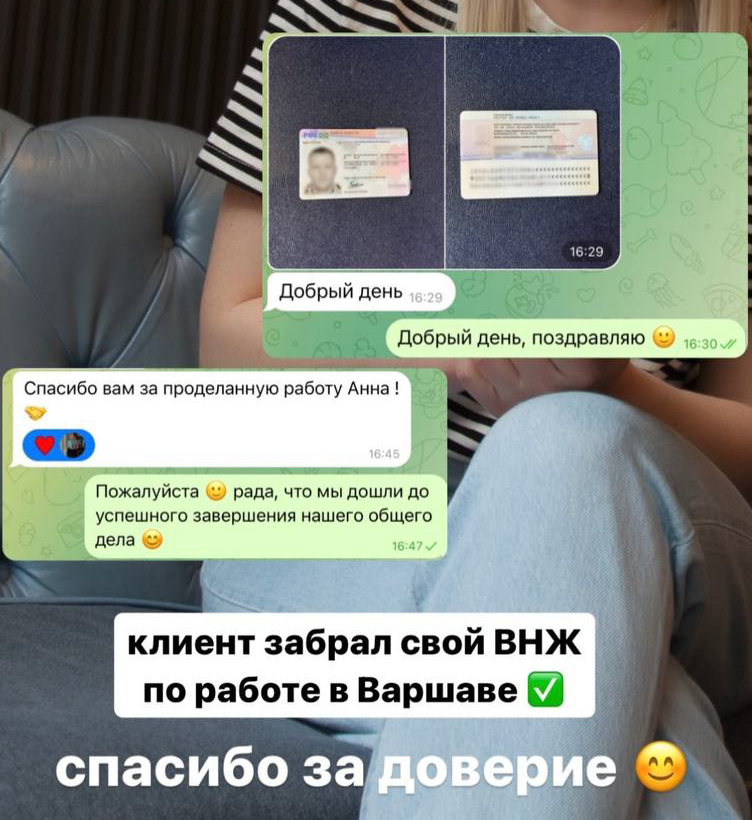 16:29
Добрый день 16:29
Добрый день, поздравляю 🙂 16:30
Спасибо вам за проделанную работу Анна !
🤝
16:45
Пожалуйста 🙂 рада, что мы дошли до
успешного завершения нашего общего
дела 😊 16:47
клиент забрал свой ВНЖ
по работе в Варшаве ✅
спасибо за доверие 😊